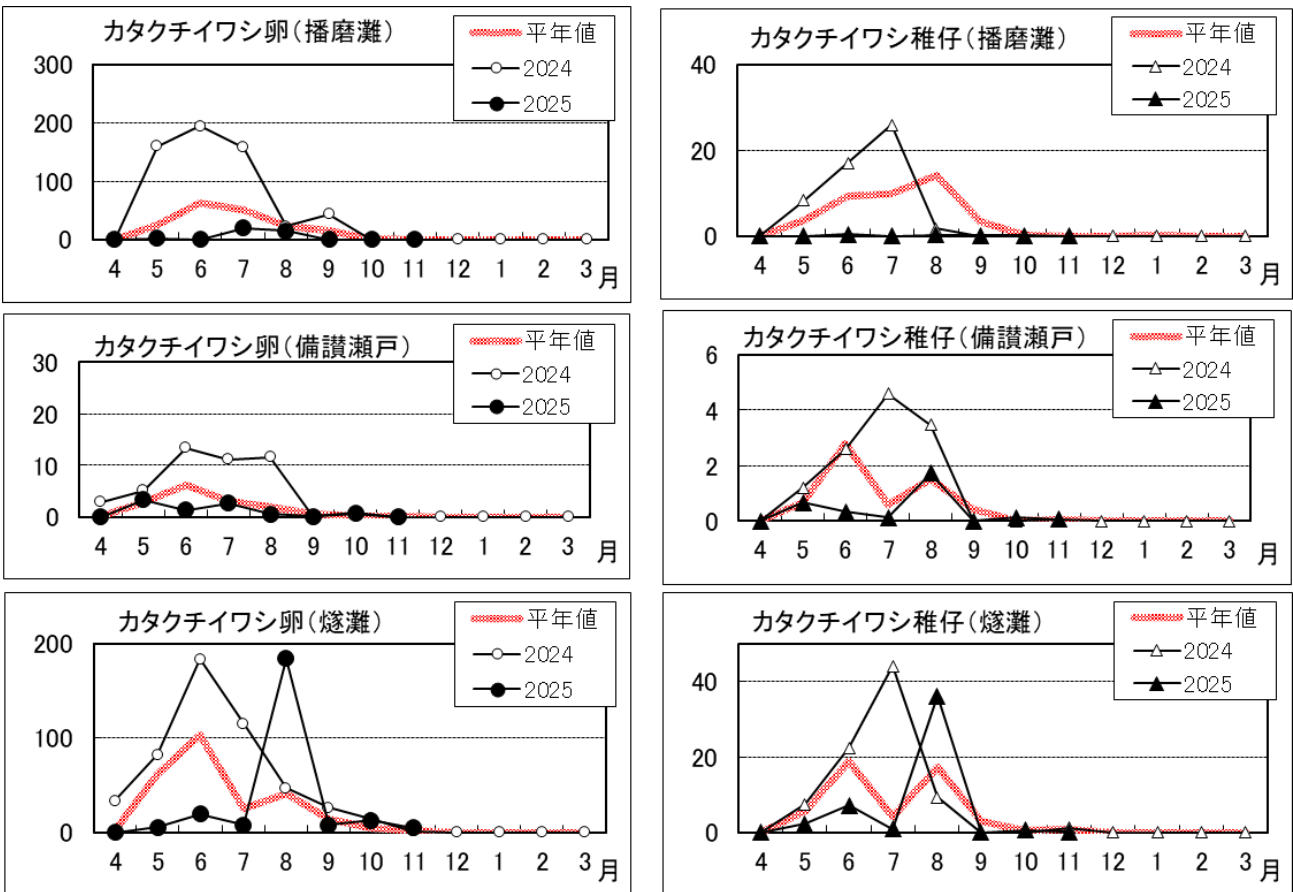 カタクチイワシ卵(播磨灘)
平年値
2024
2025
300
200
100
0
4 5 6 7 8 9 10 11 12 1 2 3 月
カタクチイワシ稚仔(播磨灘)
平年値
2024
2025
40
20
0
4 5 6 7 8 9 10 11 12 1 2 3 月
カタクチイワシ卵(備讃瀬戸)
平年値
2024
2025
30
20
10
0
4 5 6 7 8 9 10 11 12 1 2 3 月
カタクチイワシ稚仔(備讃瀬戸)
平年値
2024
2025
6
4
2
0
4 5 6 7 8 9 10 11 12 1 2 3 月
カタクチイワシ卵(燧灘)
平年値
2024
2025
200
100
0
4 5 6 7 8 9 10 11 12 1 2 3 月
カタクチイワシ稚仔(燧灘)
平年値
2024
2025
40
20
0
4 5 6 7 8 9 10 11 12 1 2 3 月